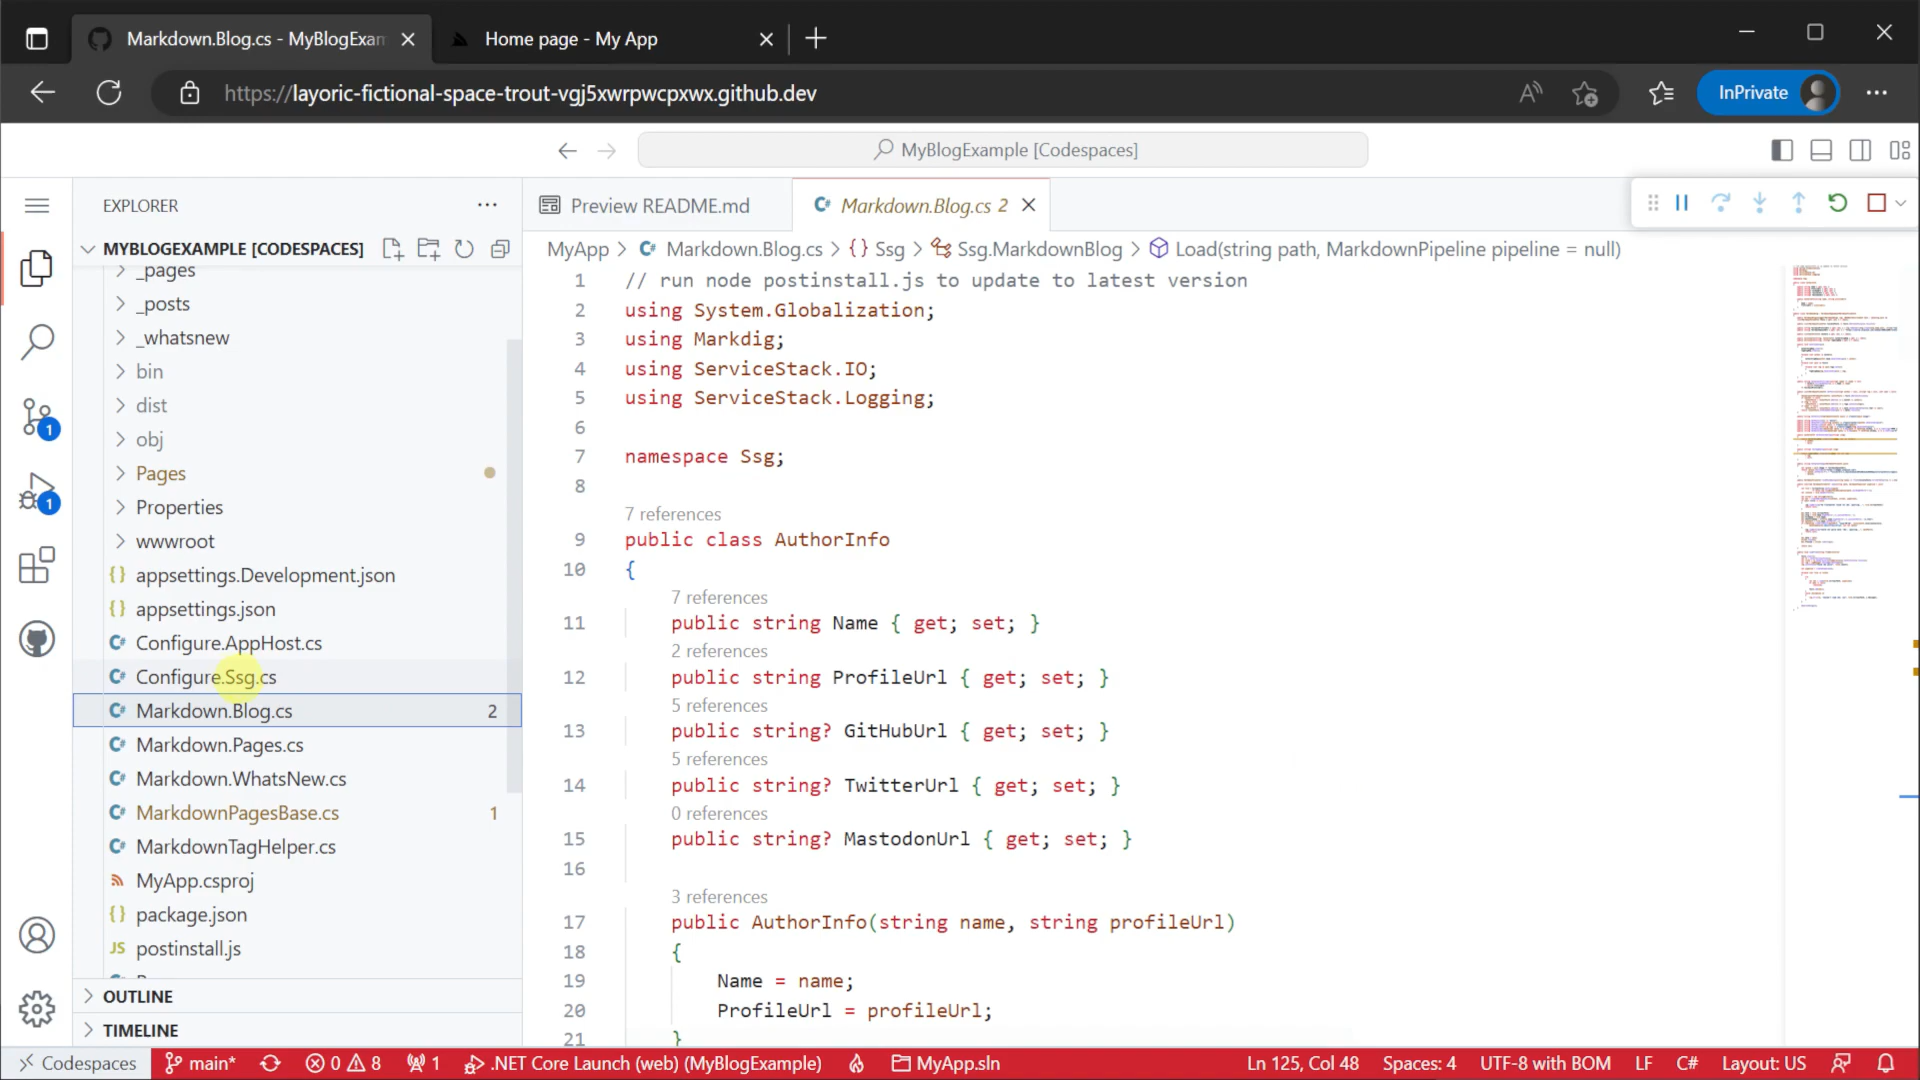 Markdown.Blog.cs - MyBlogExam
Home page - My App
https://layoric-fictional-space-trout-vgj5xwrpwcpxwx.github.dev
InPrivate
MyBlogExample [Codespaces]
EXPLORER
Preview README.md
Markdown.Blog.cs 2
MYBLOGEXAMPLE [CODESPACES]
MyApp > Markdown.Blog.cs > {} Ssg > Ssg.MarkdownBlog > Load(string path, MarkdownPipeline pipeline = null)
_pages
_posts
_whatsnew
bin
dist
obj
Pages
Properties
wwwroot
{} appsettings.Development.json
{} appsettings.json
C# Configure.AppHost.cs
C# Configure.Ssg.cs
C# Markdown.Blog.cs 2
C# Markdown.Pages.cs
C# Markdown.WhatsNew.cs
C# MarkdownPagesBase.cs 1
C# MarkdownTagHelper.cs
MyApp.csproj
{} package.json
JS postinstall.js
OUTLINE
TIMELINE
1 // run node postinstall.js to update to latest version
2 using System.Globalization;
3 using Markdig;
4 using ServiceStack.IO;
5 using ServiceStack.Logging;
6
7 namespace Ssg;
8
7 references
9 public class AuthorInfo
10 {
7 references
11 public string Name { get; set; }
2 references
12 public string ProfileUrl { get; set; }
5 references
13 public string? GitHubUrl { get; set; }
5 references
14 public string? TwitterUrl { get; set; }
0 references
15 public string? MastodonUrl { get; set; }
16
3 references
17 public AuthorInfo(string name, string profileUrl)
18 {
19 Name = name;
20 ProfileUrl = profileUrl;
21 }
1
1
Codespaces main* 0 8 1 .NET Core Launch (web) (MyBlogExample) MyApp.sln Ln 125, Col 48 Spaces: 4 UTF-8 with BOM LF C# Layout: US